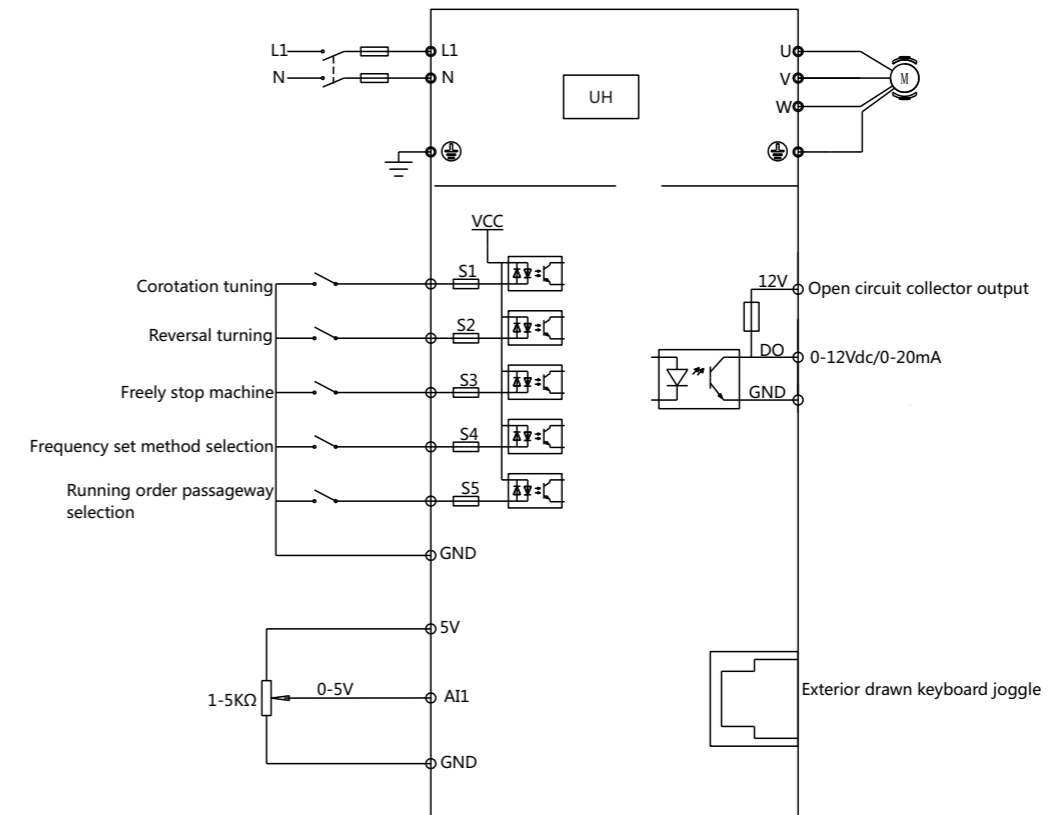 L1
L1
U
N
N
V
M
UH
W
VCC
S1
12V
Corotation tuning
Open circuit collector output
S2
Reversal turning
DO
0-12Vdc/0-20mA
S3
Freely stop machine
GND
S4
Frequency set method selection
S5
Running order passageway
selection
GND
5V
0-5V
1-5KΩ
AI1
Exterior drawn keyboard joggle
GND